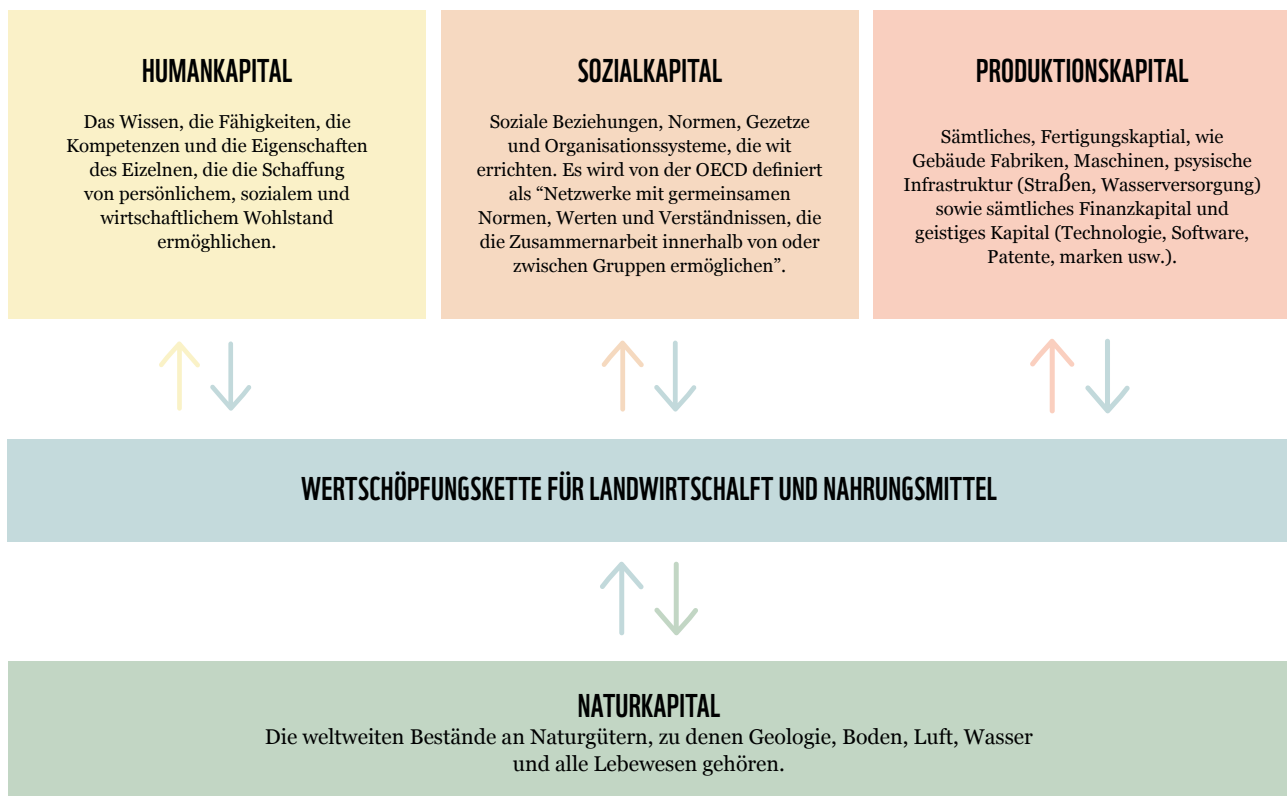 HUMANKAPITAL
Das Wissen, die Fähigkeiten, die
Kompetenzen und die Eigenschaften
des Eizelnen, die die Schaffung
von persönlichem, sozialem und
wirtschaftlichem Wohlstand
ermöghlichen.
SOZIALKAPITAL
Soziale Beziehungen, Normen, Gezetze
und Organisationssysteme, die wit
errichten. Es wird von der OECD definiert
als “Netzwerke mit germeinsamen
Normen, Werten und Verständnissen, die
die Zusammernarbeit innerhalb von oder
zwischen Gruppen ermöglichen”.
PRODUKTIONSKAPITAL
Sämtliches, Fertigungskaptial, wie
Gebäude Fabriken, Maschinen, psysische
Infrastruktur (Straßen, Wasserversorgung)
sowie sämtliches Finanzkapital und
geistiges Kapital (Technologie, Software,
Patente, marken usw.).
WERTSCHÖPFUNGSKETTE FÜR LANDWIRTSCHALFT UND NAHRUNGSMITTEL
NATURKAPITAL
Die weltweiten Bestände an Naturgütern, zu denen Geologie, Boden, Luft, Wasser
und alle Lebewesen gehören.